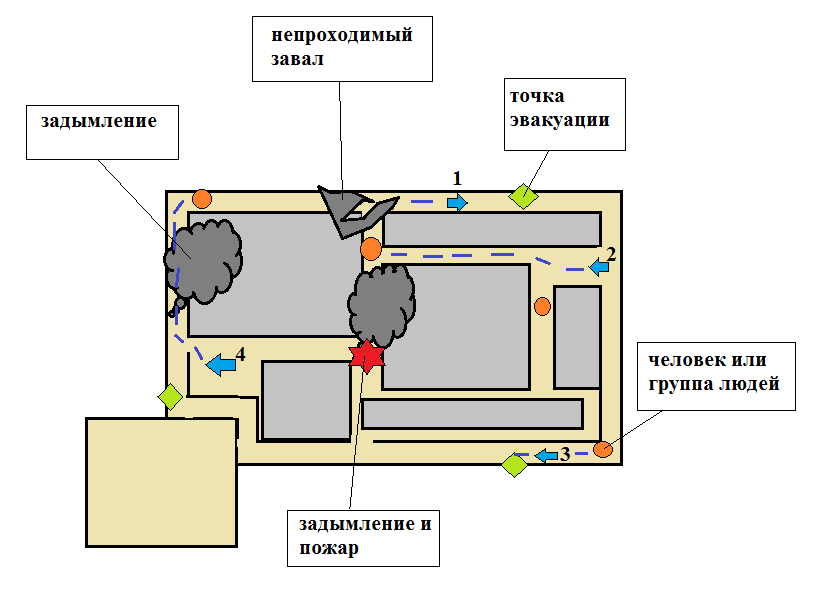 непроходимый
завал
точка
эвакуации
задымление
1
2
4
человек или
группа людей
3
задымление и
пожар